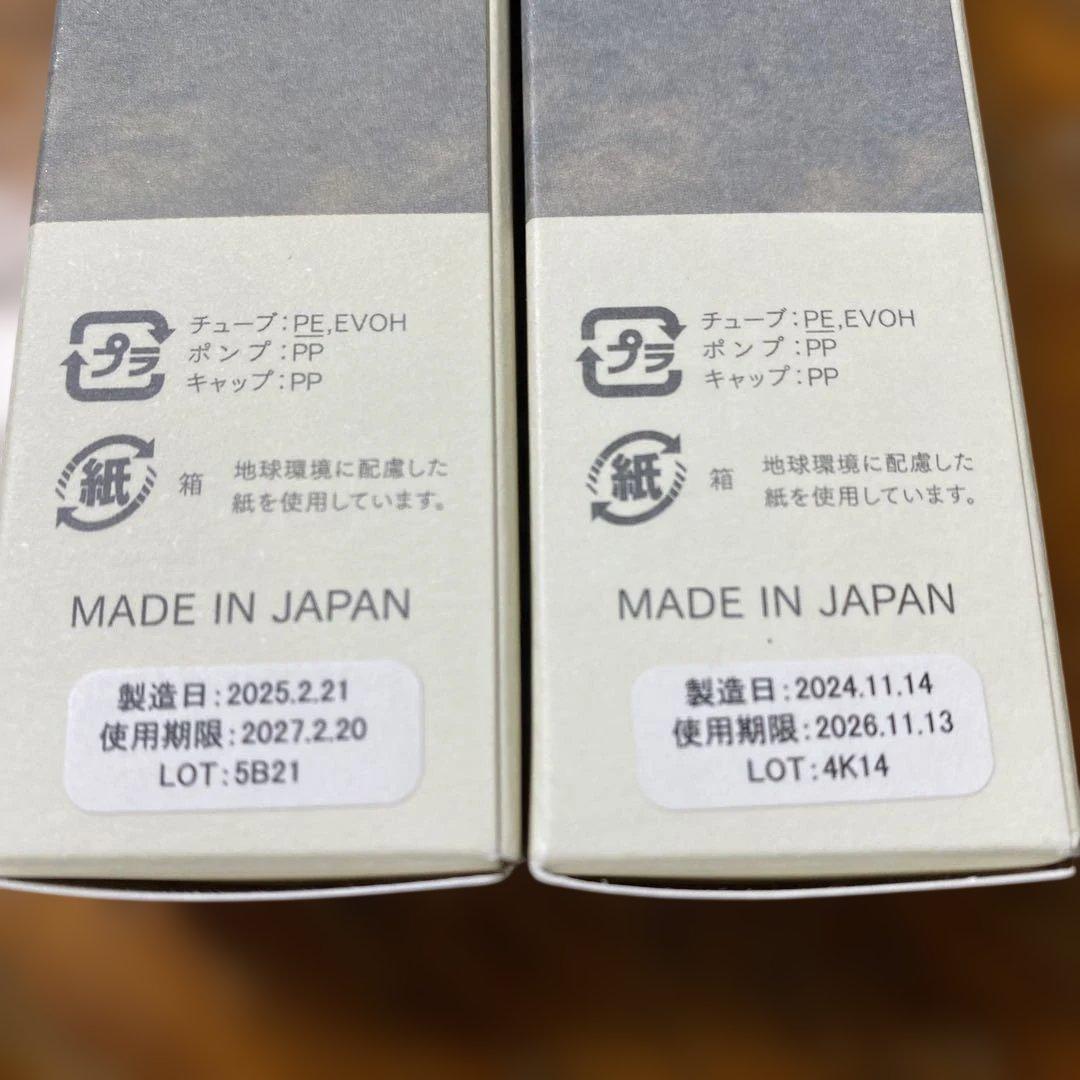 プラ
チューブ:PE,EVOH
ポンプ:PP
キャップ:PP
紙
箱
地球環境に配慮した
紙を使用しています。
MADE IN JAPAN
製造日:2025.2.21
使用期限:2027.2.20
LOT:5B21
プラ
チューブ:PE,EVOH
ポンプ:PP
キャップ:PP
紙
箱
地球環境に配慮した
紙を使用しています。
MADE IN JAPAN
製造日:2024.11.14
使用期限:2026.11.13
LOT:4K14